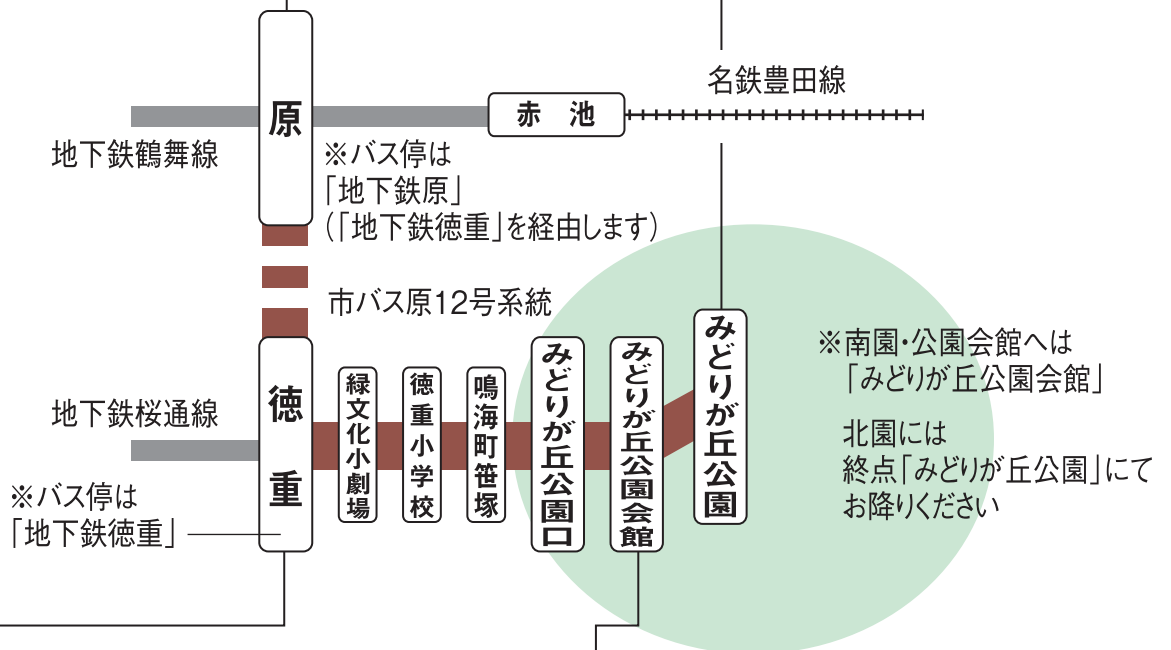 名鉄豊田線
原
赤池
地下鉄鶴舞線
※バス停は
「地下鉄原」
(「地下鉄徳重」を経由します)
市バス原12号系統
地下鉄桜通線
徳重
※バス停は
「地下鉄徳重」
緑文化小劇場
徳重小学校
鳴海町笹塚
みどりが丘公園口
みどりが丘公園会館
みどりが丘公園
※南園・公園会館へは
「みどりが丘公園会館」
北園には
終点「みどりが丘公園」にて
お降りください